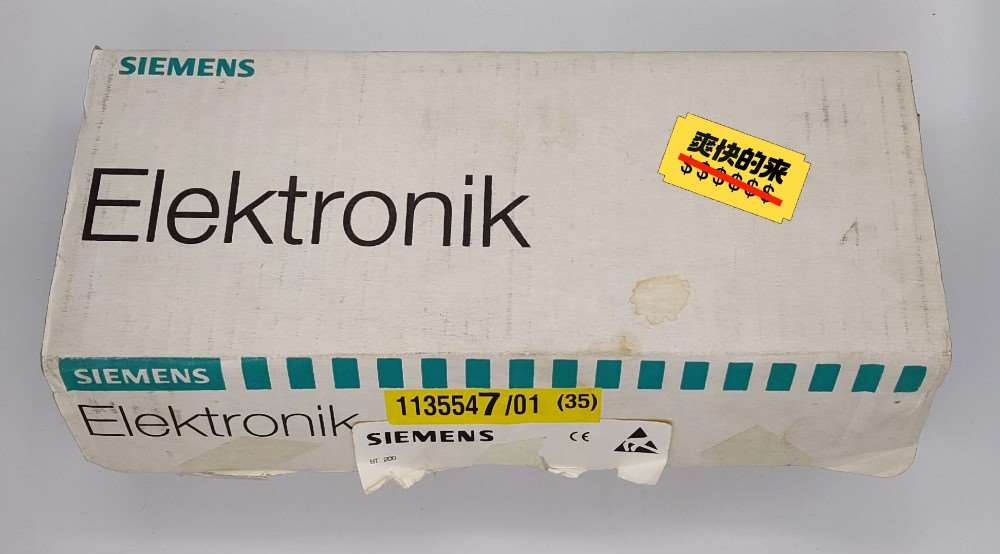 SIEMENS
Elektronik
爽快的来
$$$$$$
SIEMENS
Elektronik
1135547/01 (35)
SIEMENS
CE
ST 200